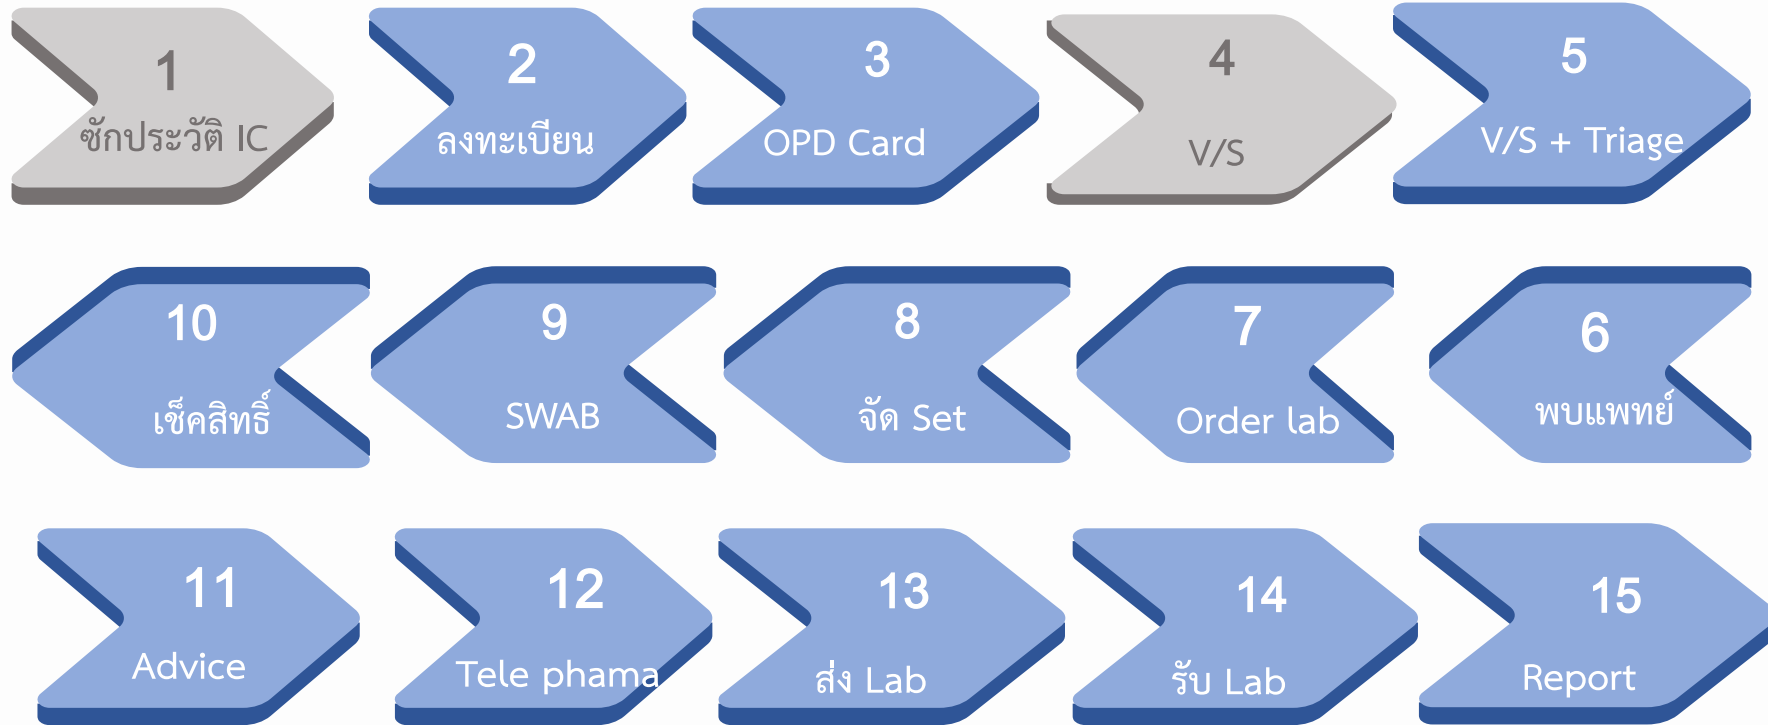 1
ซักประวัติ IC
2
ลงทะเบียน
3
OPD Card
4
V/S
5
V/S + Triage
6
พบแพทย์
7
Order lab
8
จัด Set
9
SWAB
10
เช็คสิทธิ์
11
Advice
12
Tele phama
13
ส่ง Lab
14
รับ Lab
15
Report